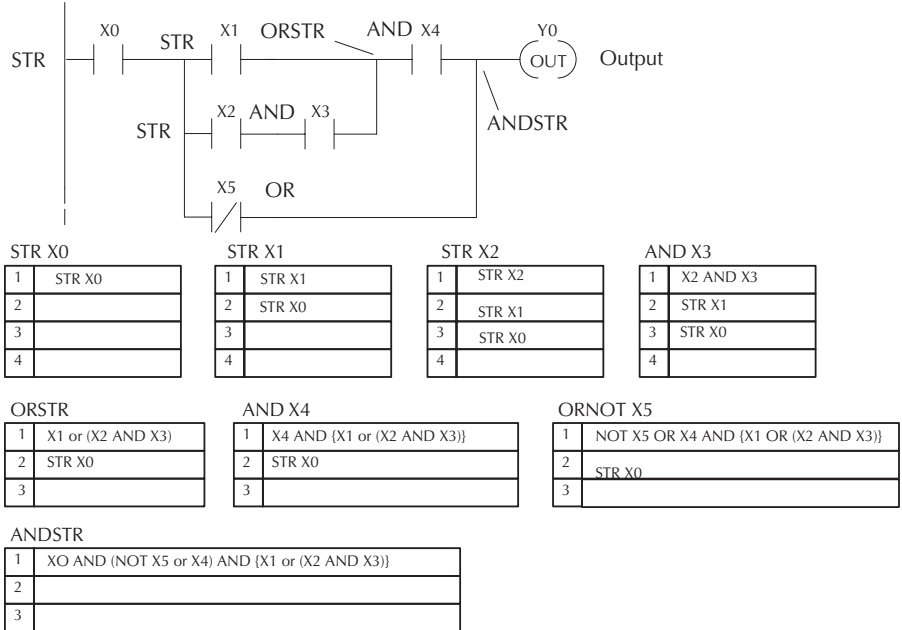 X0 STR X1 ORSTR AND X4 Y0
STR OUT Output
X2 AND X3
STR ANDSTR
X5 OR
STR X0
1 STR X0
2
3
4
STR X1
1 STR X1
2 STR X0
3
4
STR X2
1 STR X2
2 STR X1
3 STR X0
4
AND X3
1 X2 AND X3
2 STR X1
3 STR X0
4
ORSTR
1 X1 or (X2 AND X3)
2 STR X0
3
AND X4
1 X4 AND {X1 or (X2 AND X3)}
2 STR X0
3
ORNOT X5
1 NOT X5 OR X4 AND {X1 OR (X2 AND X3)}
2 STR X0
3
ANDSTR
1 XO AND (NOT X5 or X4) AND {X1 or (X2 AND X3)}
2
3